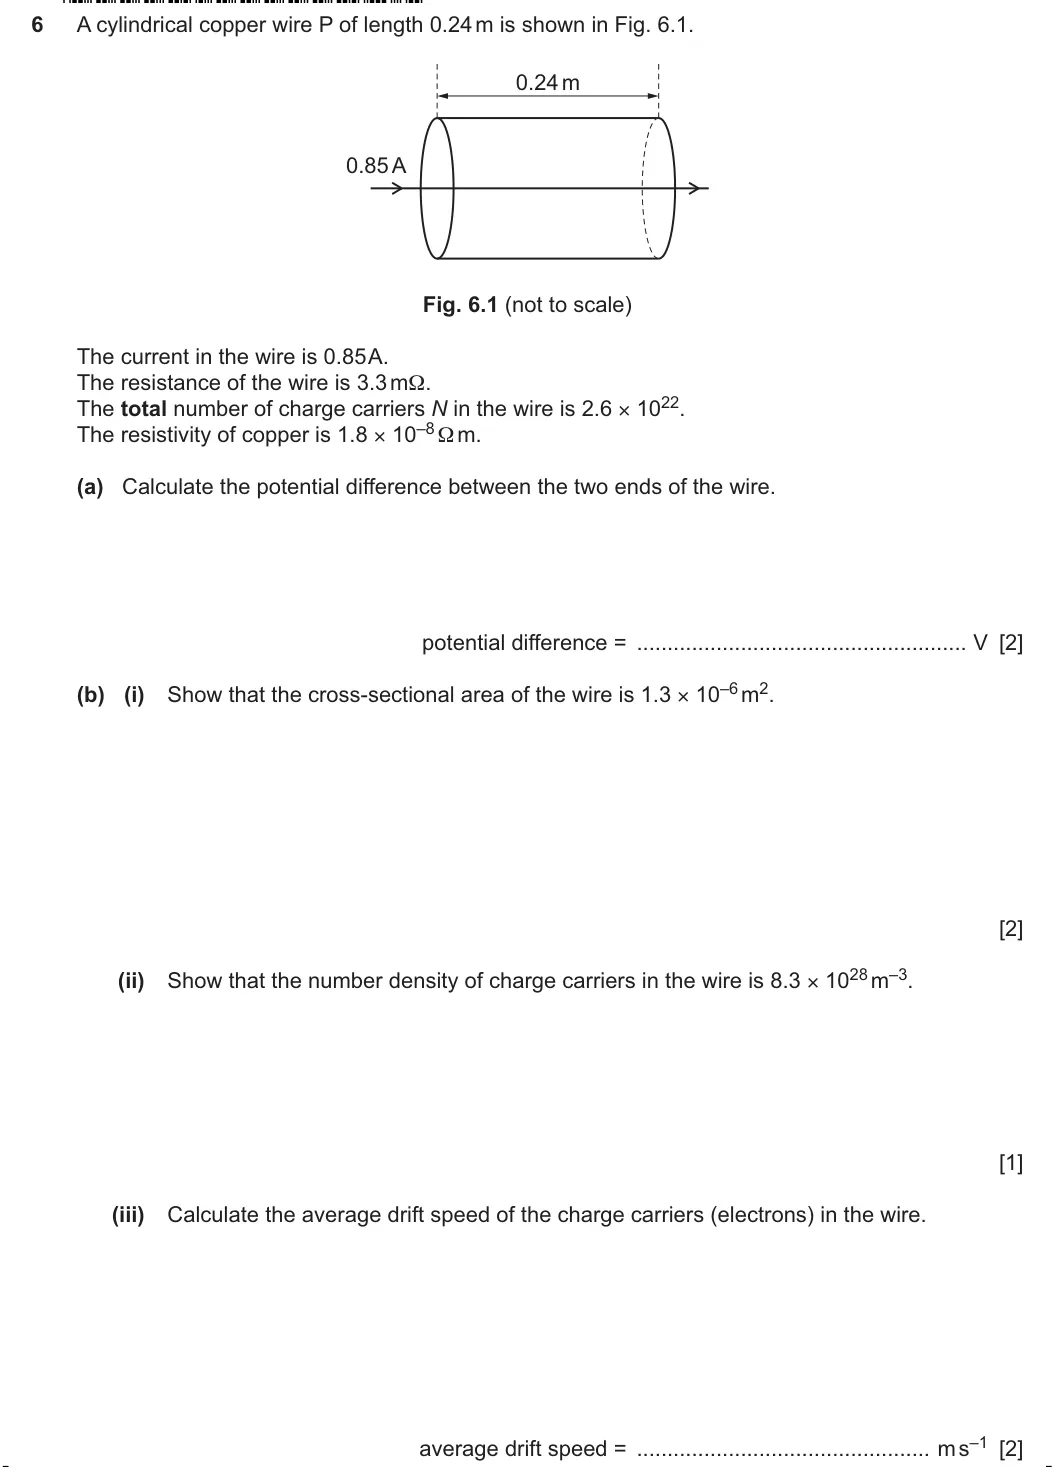 6 A cylindrical copper wire P of length 0.24 m is shown in Fig. 6.1.
0.24 m
0.85 A
Fig. 6.1 (not to scale)
The current in the wire is 0.85 A.
The resistance of the wire is 3.3 mΩ.
The total number of charge carriers N in the wire is 2.6 × 10²².
The resistivity of copper is 1.8 × 10⁻⁸ Ω m.
(a) Calculate the potential difference between the two ends of the wire.
potential difference = ...................................................... V [2]
(b) (i) Show that the cross-sectional area of the wire is 1.3 × 10⁻⁶ m².
[2]
(ii) Show that the number density of charge carriers in the wire is 8.3 × 10²⁸ m⁻³.
[1]
(iii) Calculate the average drift speed of the charge carriers (electrons) in the wire.
average drift speed = ................................................ m s⁻¹ [2]